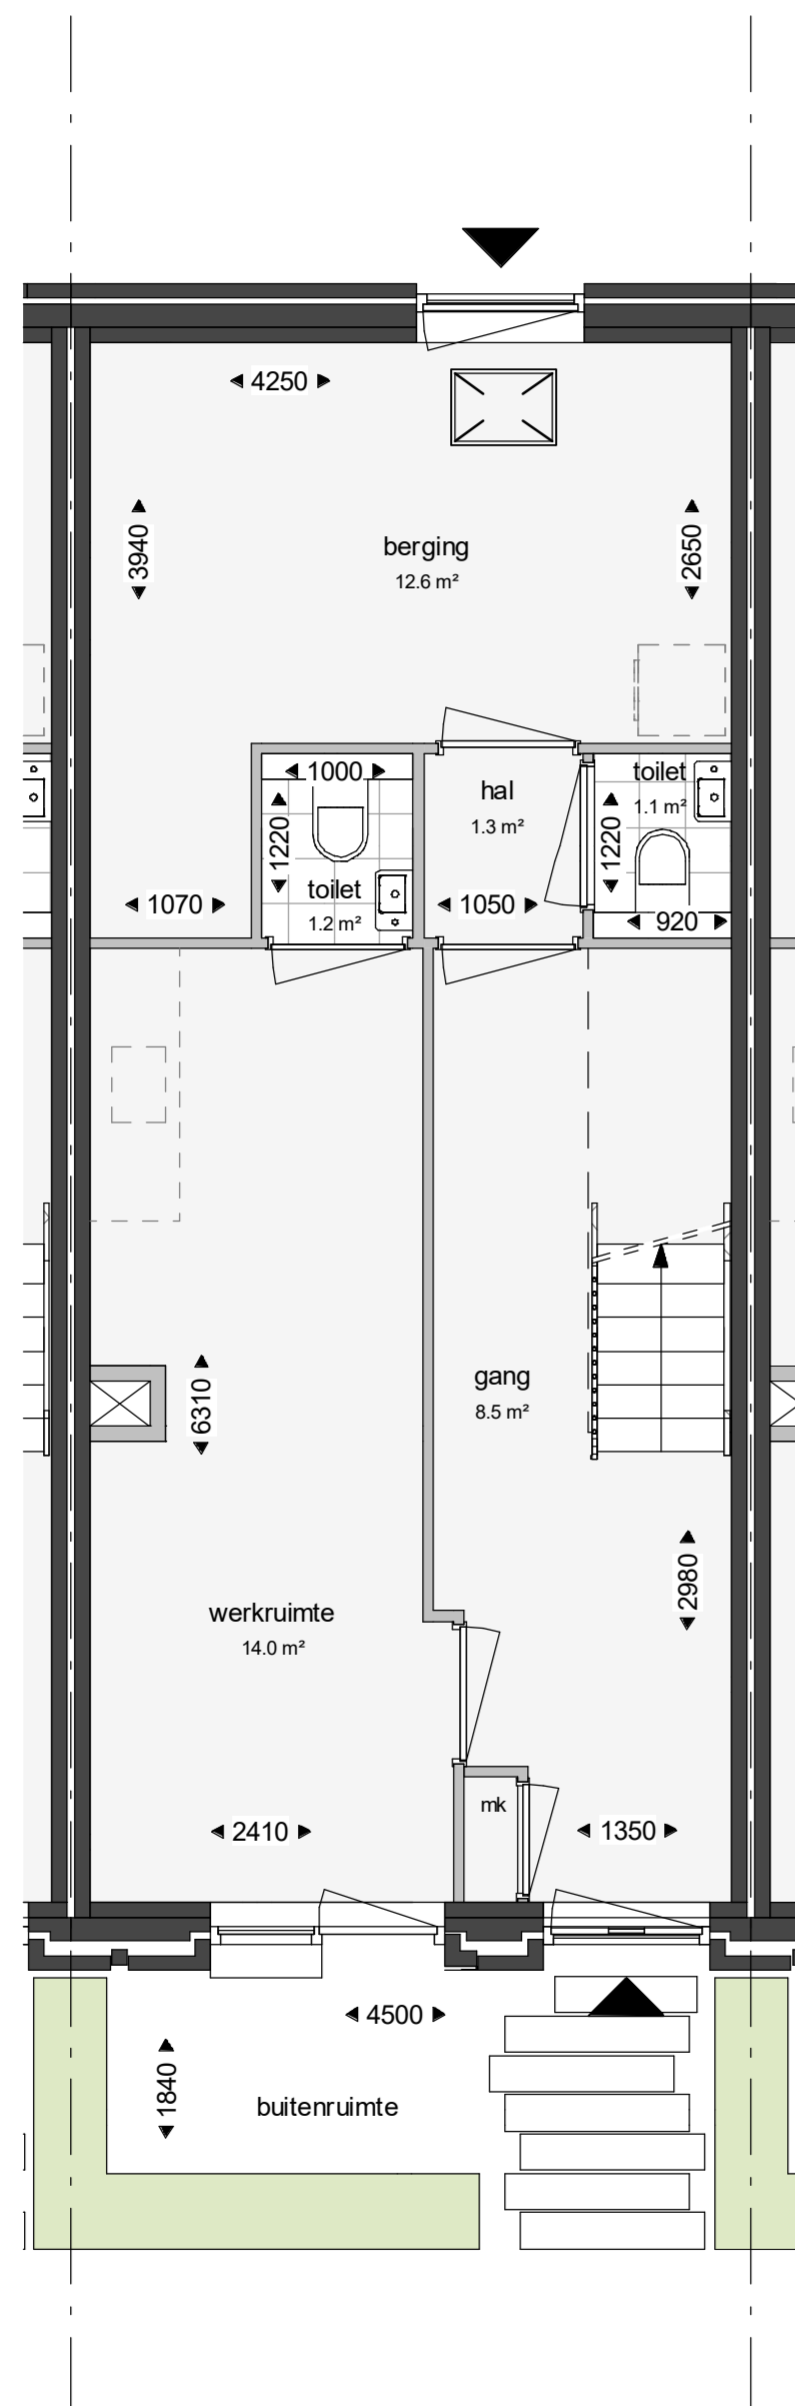 4250
3940
berging
12.6 m²
2650
1000
1220
toilet
1.2 m²
hal
1.3 m²
toilet
1.1 m²
1220
1070
1050
920
6310
gang
8.5 m²
2980
werkruimte
14.0 m²
mk
2410
1350
4500
1840
buitenruimte